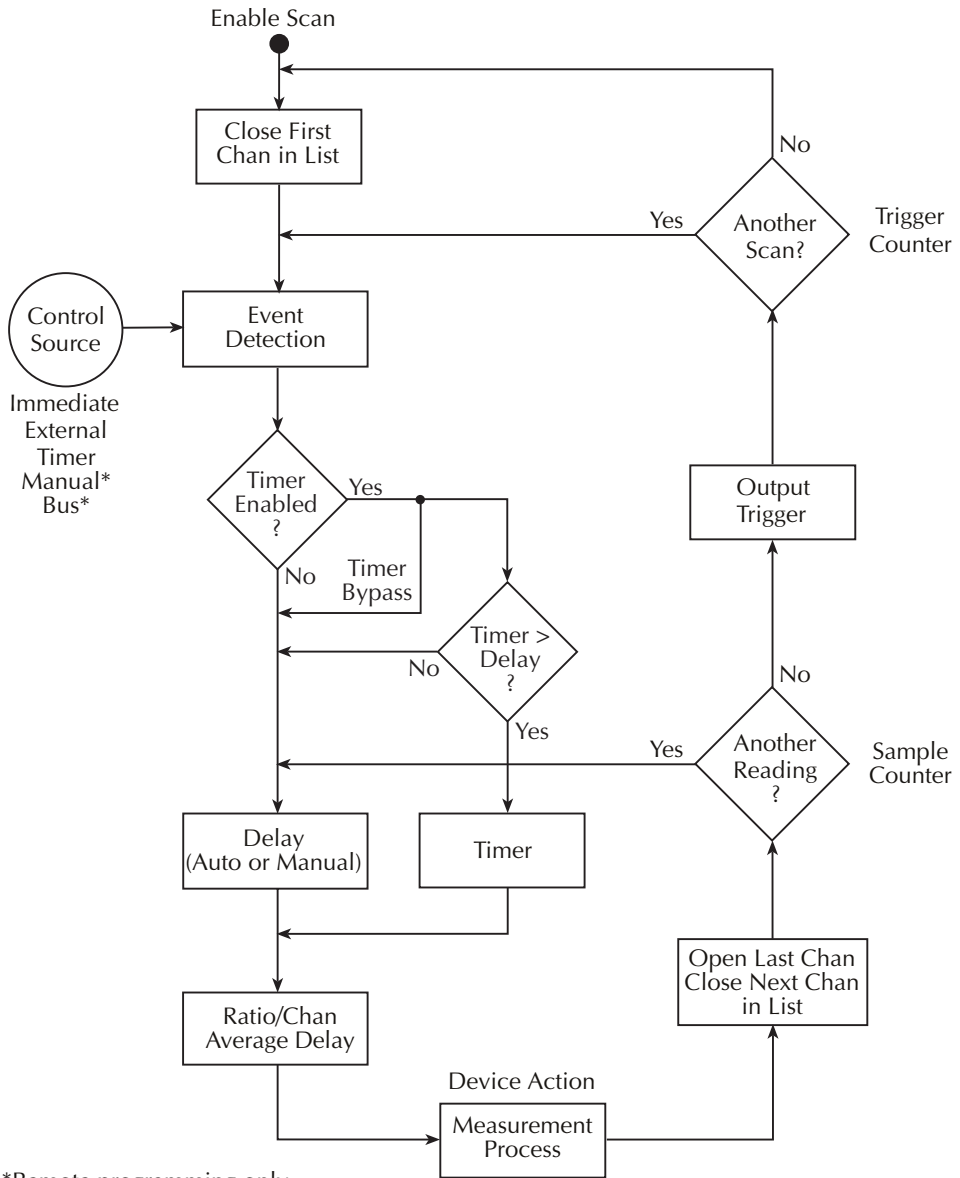 Enable Scan
Close First
Chan in List
No
Another
Scan?
Yes
Trigger
Counter
Control
Source
Event
Detection
Immediate
External
Timer
Manual*
Bus*
Timer
Enabled
?
Yes
No
Timer
Bypass
Output
Trigger
Timer >
Delay
?
No
Yes
No
Another
Reading
?
Yes
Sample
Counter
Delay
(Auto or Manual)
Timer
Open Last Chan
Close Next Chan
in List
Ratio/Chan
Average Delay
Device Action
Measurement
Process
*Remote programming only